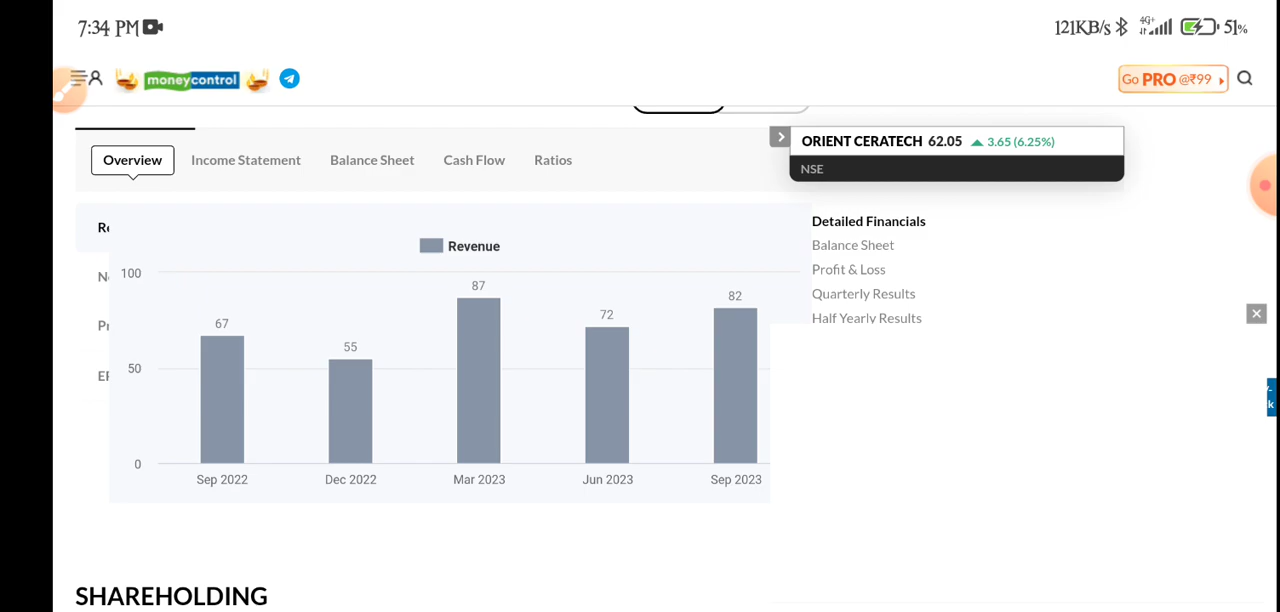 7:34 PM
121KB/s 4G+ 51%
moneycontrol
Go PRO @₹99
ORIENT CERATECH 62.05 3.65 (6.25%)
NSE
Overview Income Statement Balance Sheet Cash Flow Ratios
Revenue
100
50
0
67
55
87
72
82
Sep 2022 Dec 2022 Mar 2023 Jun 2023 Sep 2023
Detailed Financials
Balance Sheet
Profit & Loss
Quarterly Results
Half Yearly Results
SHAREHOLDING